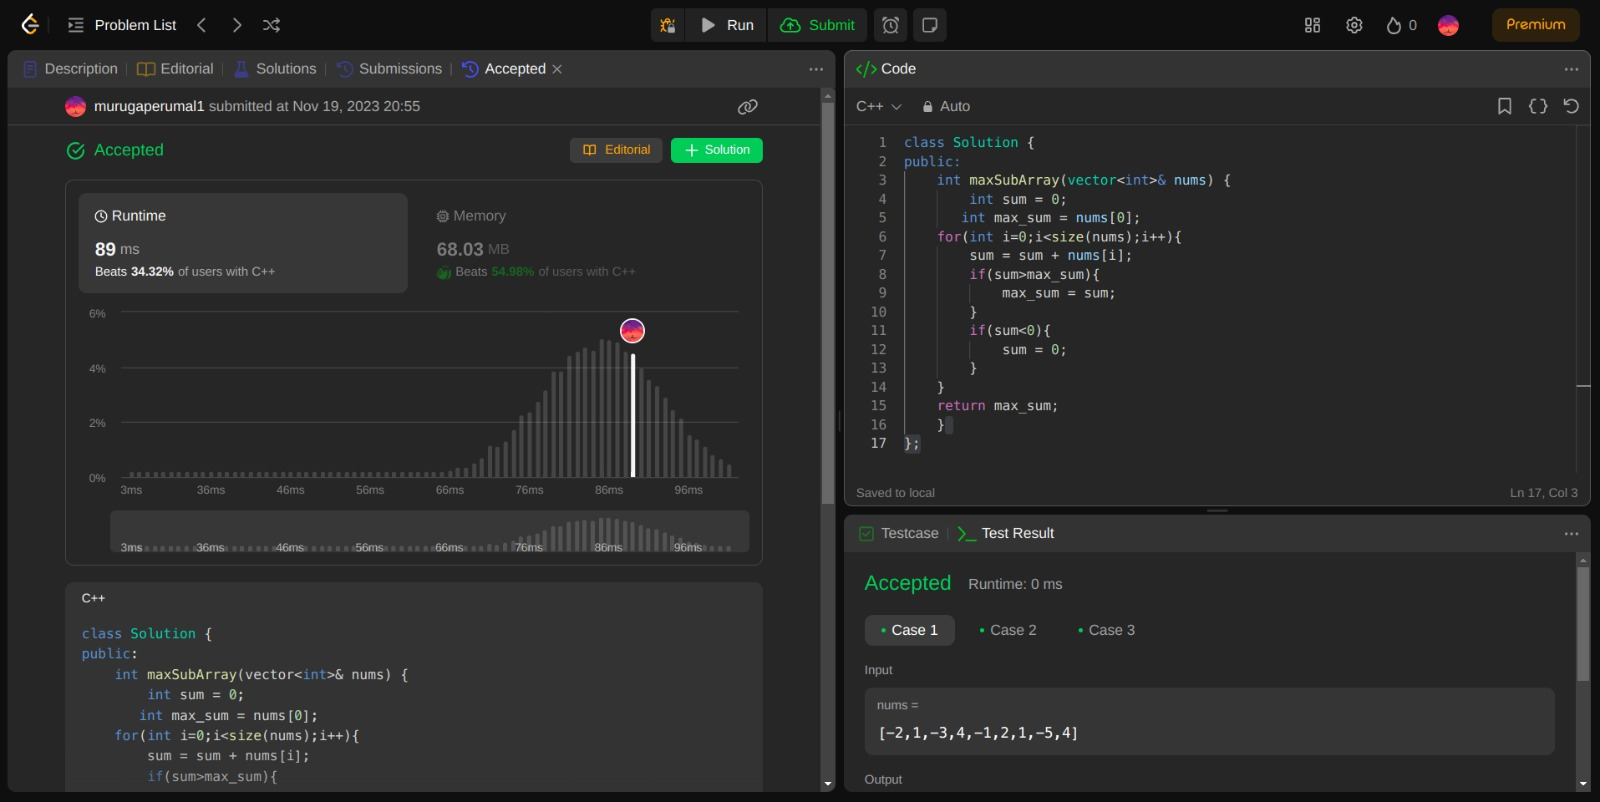 Problem List
Run
Submit
0
Premium
Description
Editorial
Solutions
Submissions
Accepted
murugaperumal1 submitted at Nov 19, 2023 20:55
Accepted
Editorial
Solution
Runtime
89 ms
Beats 34.32% of users with C++
Memory
68.03 MB
Beats 54.98% of users with C++
6%
4%
2%
0%
3ms 36ms 46ms 56ms 66ms 76ms 86ms 96ms
3ms 36ms 46ms 56ms 66ms 76ms 86ms 96ms
C++
class Solution {
public:
    int maxSubArray(vector<int>& nums) {
        int sum = 0;
       int max_sum = nums[0];
    for(int i=0;i<size(nums);i++){
        sum = sum + nums[i];
        if(sum>max_sum){
</> Code
C++
Auto
1 class Solution {
2 public:
3     int maxSubArray(vector<int>& nums) {
4         int sum = 0;
5        int max_sum = nums[0];
6     for(int i=0;i<size(nums);i++){
7         sum = sum + nums[i];
8         if(sum>max_sum){
9             max_sum = sum;
10         }
11         if(sum<0){
12             sum = 0;
13         }
14     }
15     return max_sum;
16     }
17 };
Saved to local
Ln 17, Col 3
Testcase
Test Result
Accepted
Runtime: 0 ms
Case 1
Case 2
Case 3
Input
nums =
[-2,1,-3,4,-1,2,1,-5,4]
Output